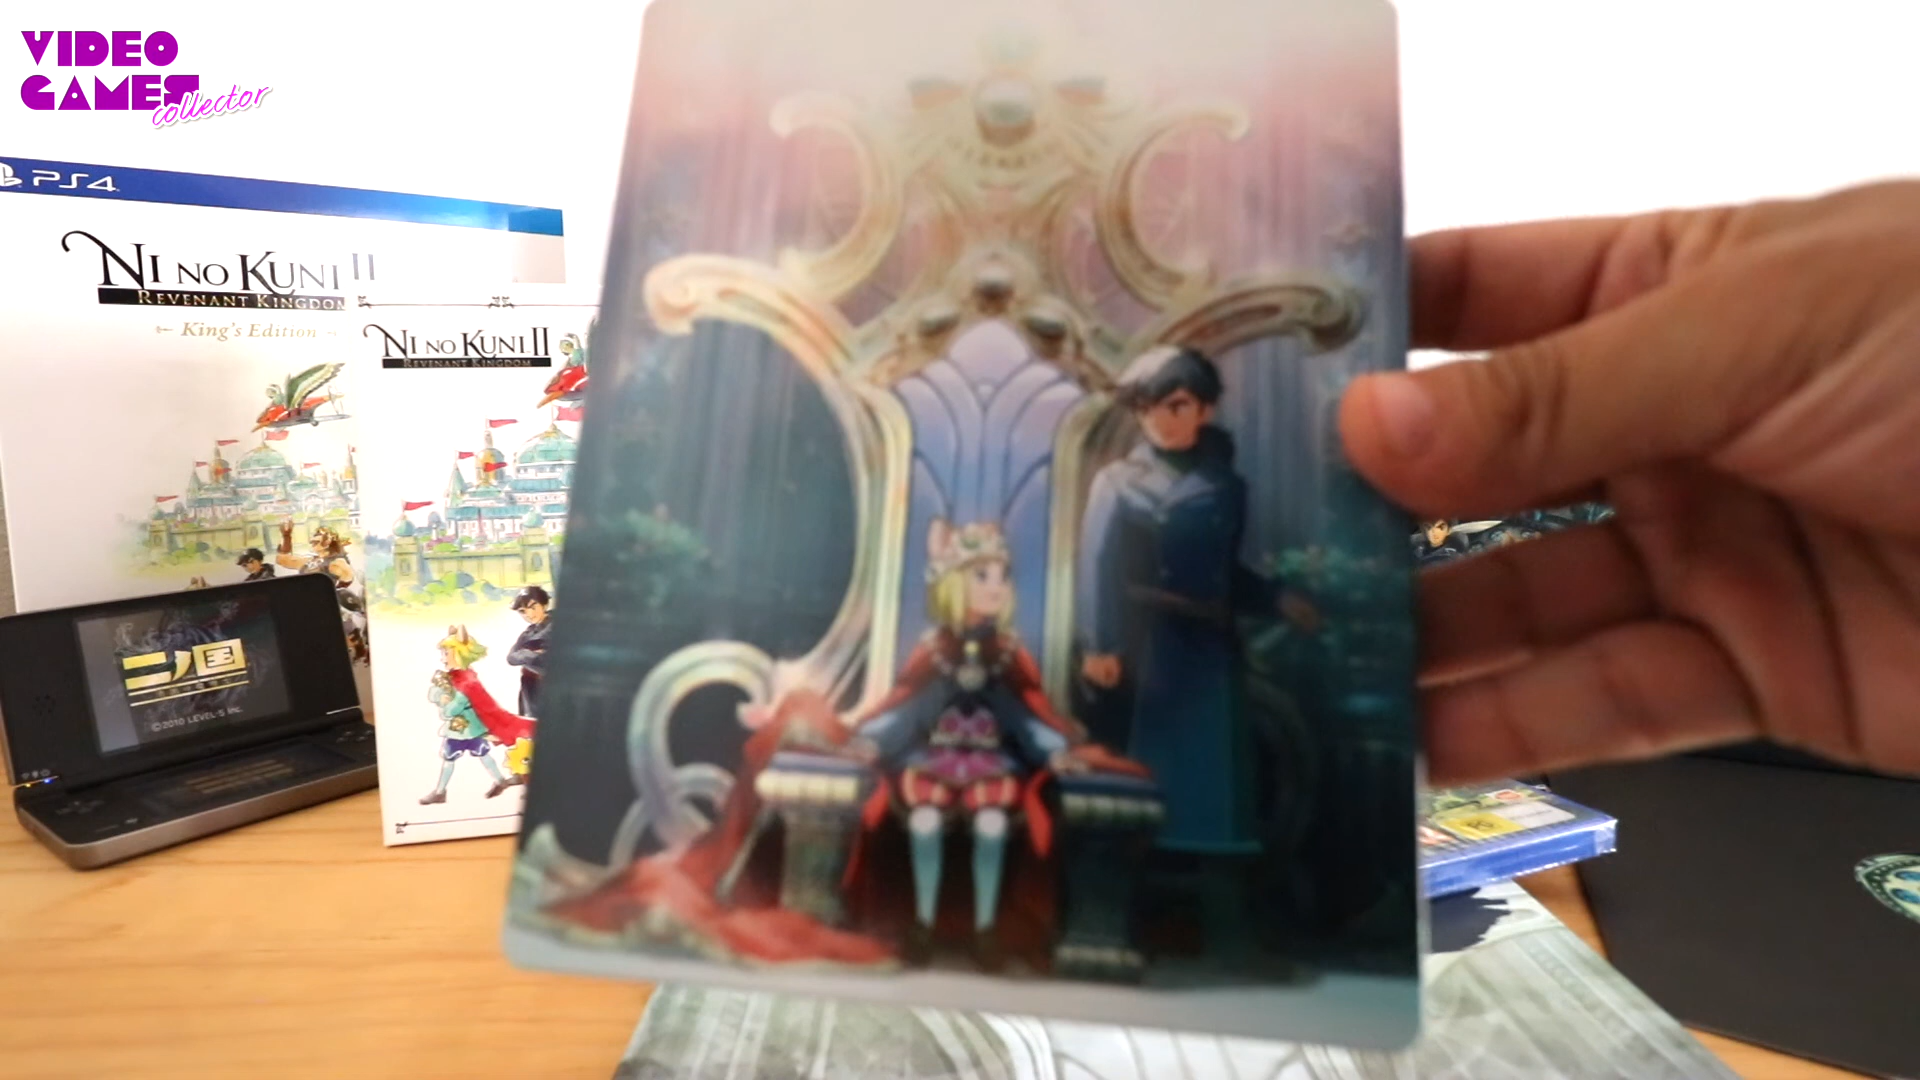 VIDEO
GAMES
collector
PS4
NI NO KUNI II
REVENANT KINGDOM
King's Edition
NI NO KUNI II
REVENANT KINGDOM
二ノ国
©2010 LEVEL-5 Inc.